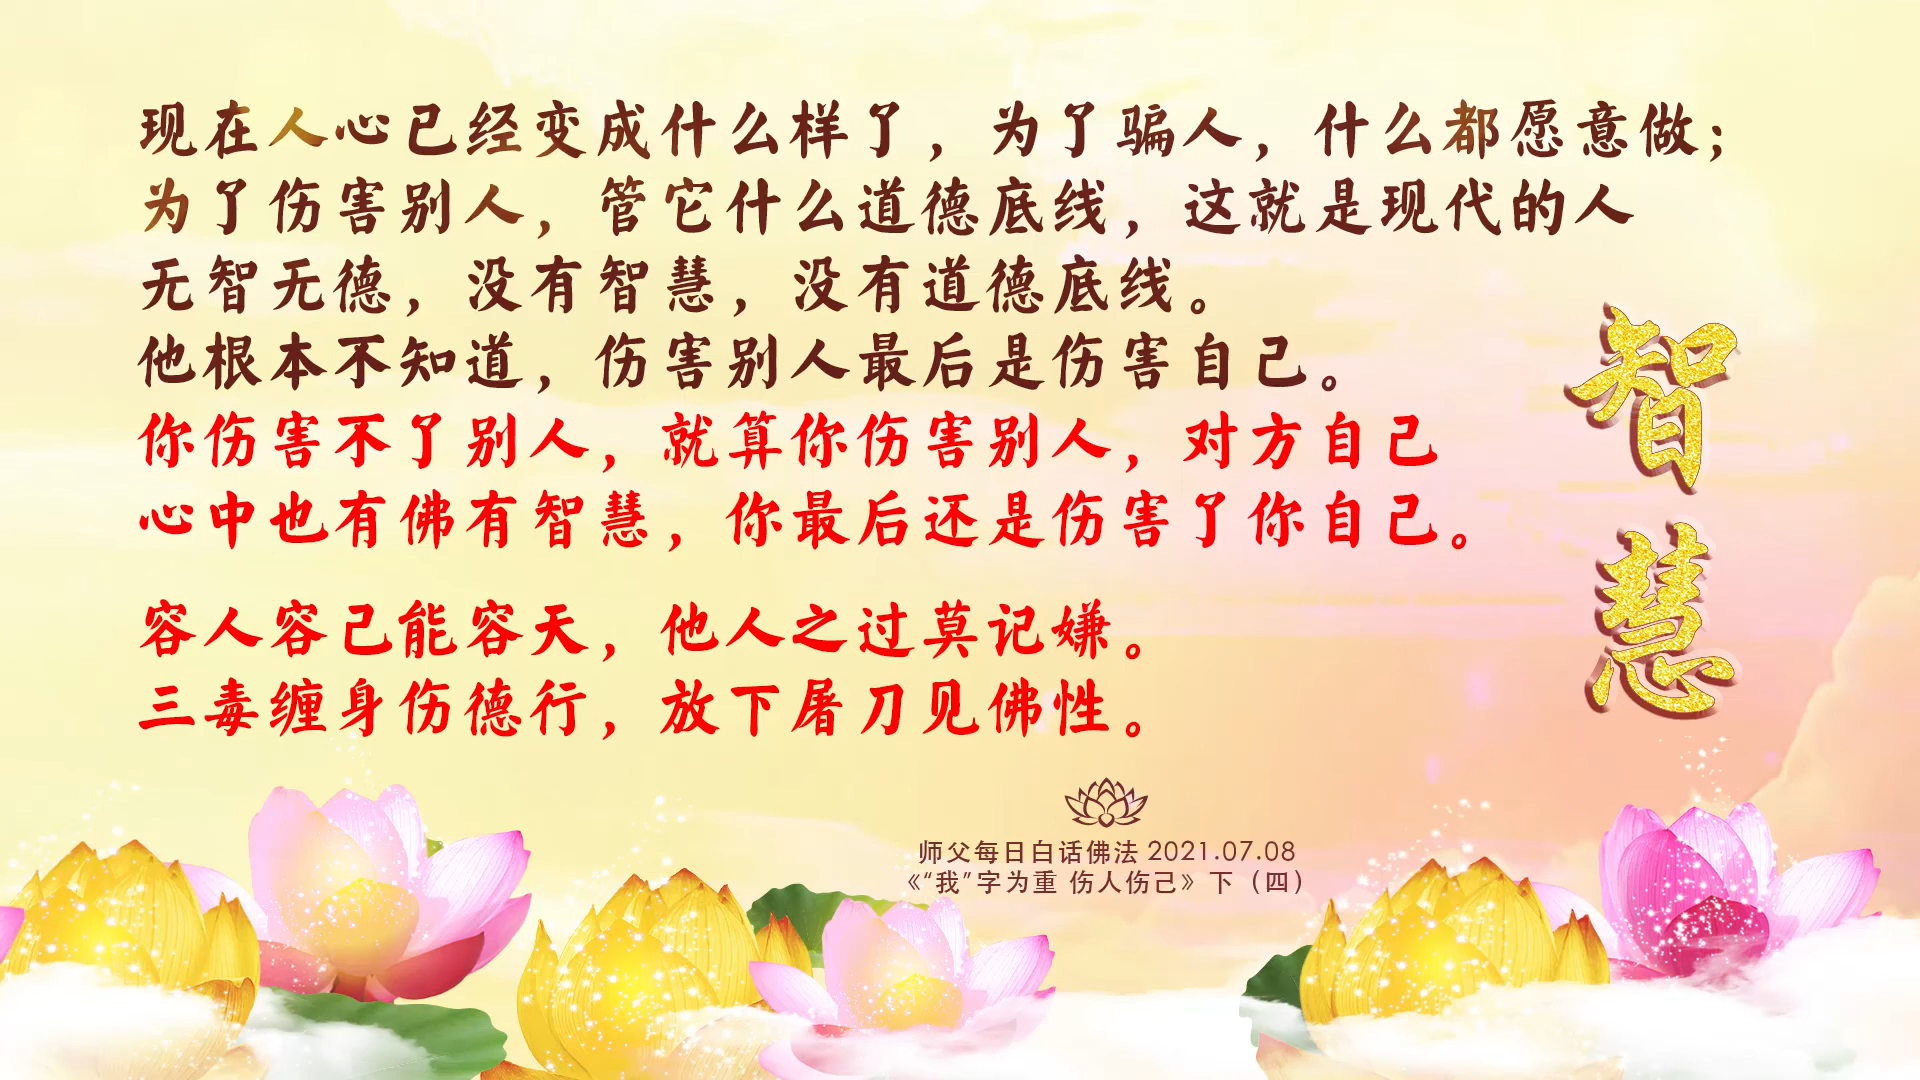 现在人心已经变成什么样了，为了骗人，什么都愿意做；
为了伤害别人，管它什么道德底线，这就是现代的人
无智无德，没有智慧，没有道德底线。
他根本不知道，伤害别人最后是伤害自己。
你伤害不了别人，就算你伤害别人，对方自己
心中也有佛有智慧，你最后还是伤害了你自己。
容人容己能容天，他人之过莫记嫌。
三毒缠身伤德行，放下屠刀见佛性。
智慧
师父每日白话佛法 2021.07.08
《“我”字为重 伤人伤己》下（四）